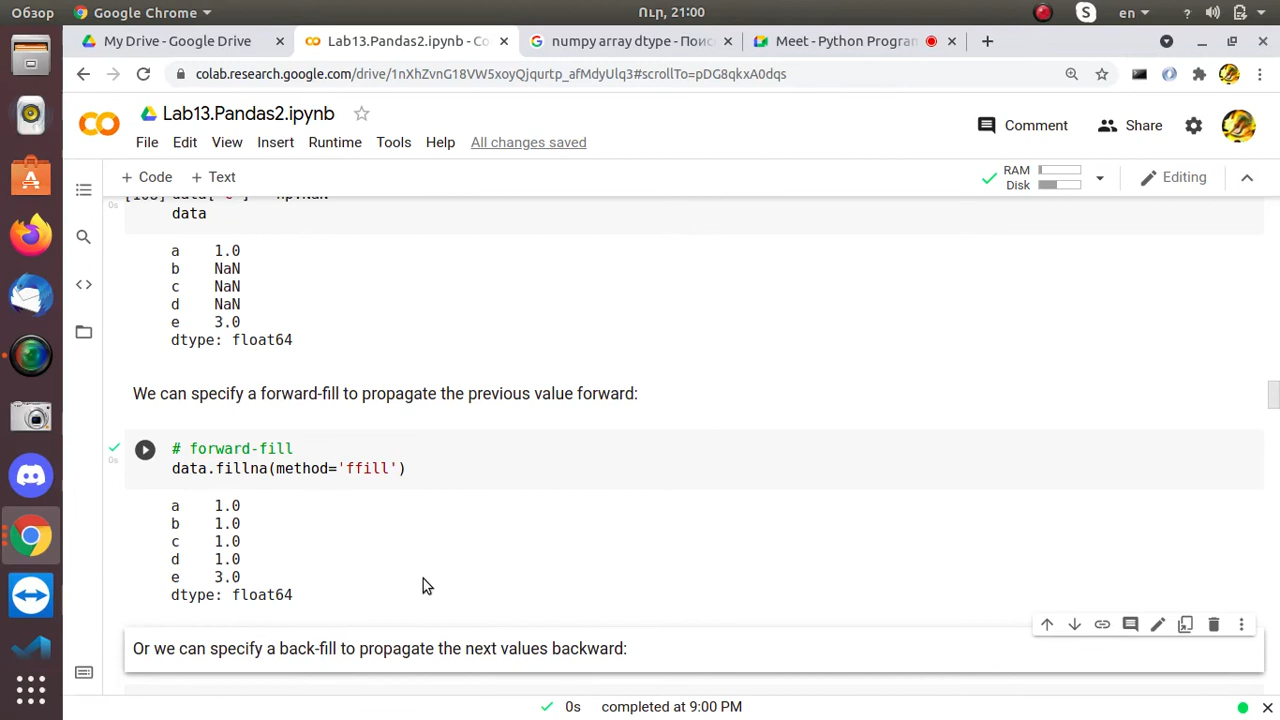 Обзор
Google Chrome
Ուր, 21:00
en
My Drive - Google Drive
Lab13.Pandas2.ipynb - Co
numpy array dtype - Поис
Meet - Python Progran
colab.research.google.com/drive/1nXhZvnG18VW5xoyQjqurtp_afMdyUlq3#scrollTo=pDG8qkxA0dqs
Lab13.Pandas2.ipynb
Comment
Share
File Edit View Insert Runtime Tools Help All changes saved
+ Code + Text
RAM
Disk
Editing
0s
data
a 1.0
b NaN
c NaN
d NaN
e 3.0
dtype: float64
We can specify a forward-fill to propagate the previous value forward:
# forward-fill
0s
data.fillna(method='ffill')
a 1.0
b 1.0
c 1.0
d 1.0
e 3.0
dtype: float64
Or we can specify a back-fill to propagate the next values backward:
0s completed at 9:00 PM